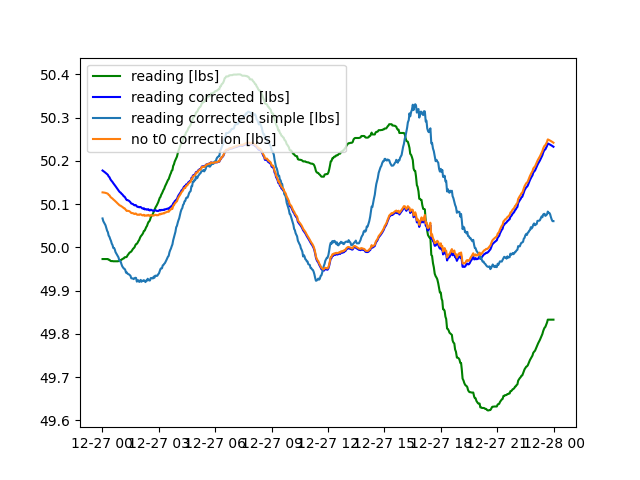 50.4
50.3
50.2
50.1
50.0
49.9
49.8
49.7
49.6
reading [lbs]
reading corrected [lbs]
reading corrected simple [lbs]
no t0 correction [lbs]
12-27 00 12-27 03 12-27 06 12-27 09 12-27 12 12-27 15 12-27 18 12-27 21 12-28 00